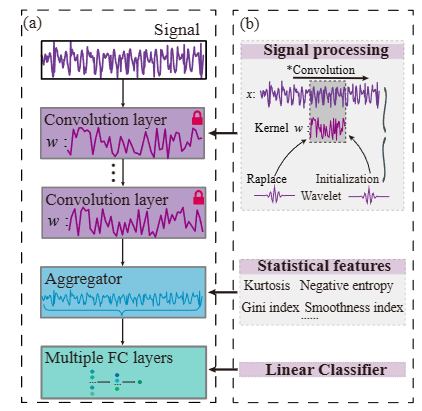 (a)
Signal
Convolution layer
w :
Convolution layer
w :
Aggregator
Multiple FC layers
(b)
Signal processing
*Convolution
x:
Kernel w :
Raplace
Initialization
Wavelet
Statistical features
Kurtosis Negative entropy
Gini index Smoothness index
......
Linear Classifier